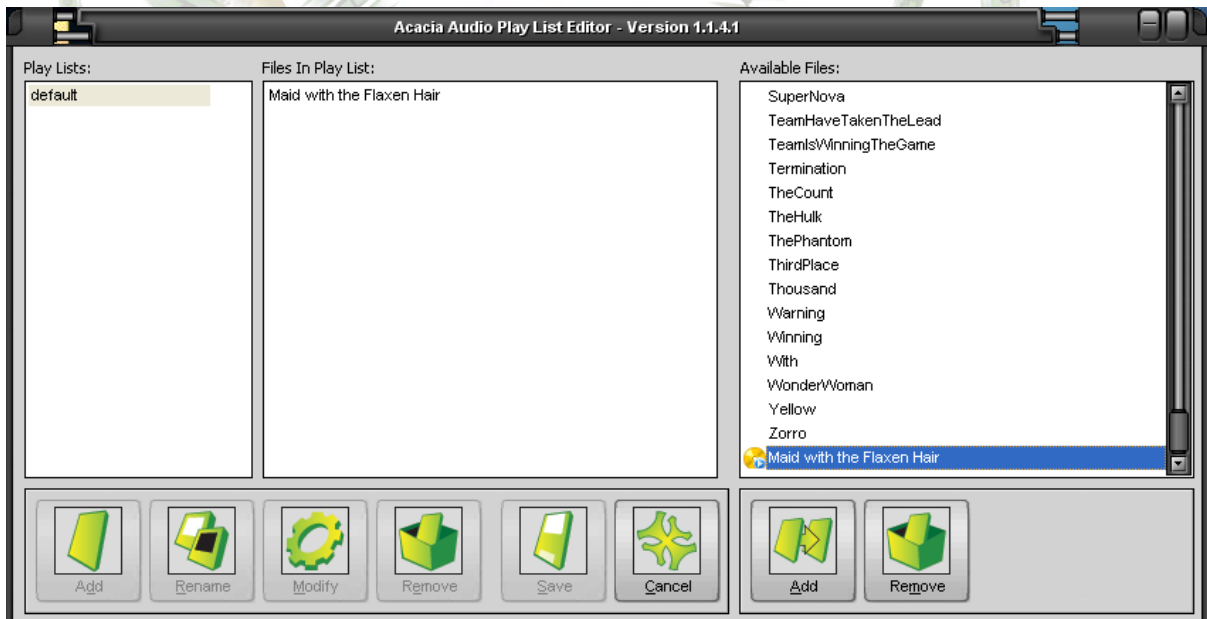 Acacia Audio Play List Editor - Version 1.1.4.1
Play Lists:
default
Files In Play List:
Maid with the Flaxen Hair
Available Files:
SuperNova
TeamHaveTakenTheLead
TeamIsWinningTheGame
Termination
TheCount
TheHulk
ThePhantom
ThirdPlace
Thousand
Warning
Winning
With
WonderWoman
Yellow
Zorro
Maid with the Flaxen Hair
Add
Rename
Modify
Remove
Save
Cancel
Add
Remove